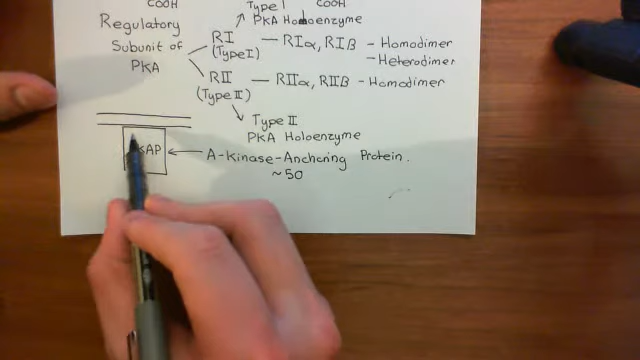 COOH
Type I COOH
PKA Holoenzyme
Regulatory
Subunit of
PKA
RI — RIα, RIβ – Homodimer
(Type I) – Heterodimer
RII — RIIα, RIIβ – Homodimer
(Type II)
Type II
PKA Holoenzyme
KAP A-Kinase-Anchoring Protein.
~50